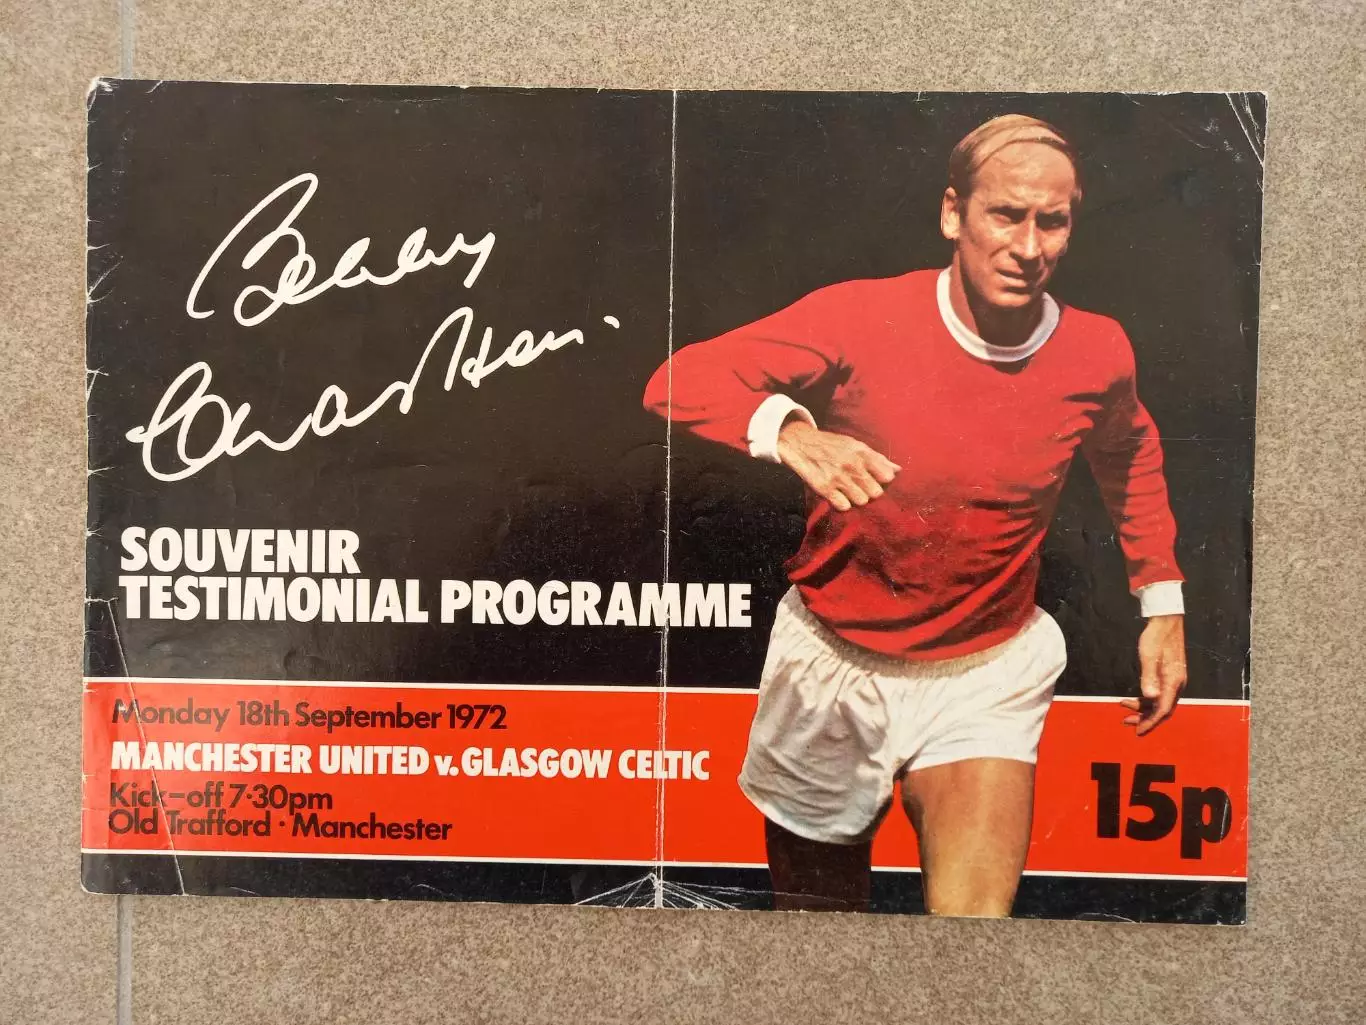 Bobby
Charlton.
SOUVENIR
TESTIMONIAL PROGRAMME
Monday 18th September 1972
MANCHESTER UNITED v. GLASGOW CELTIC
Kick-off 7·30pm
Old Trafford · Manchester
15p